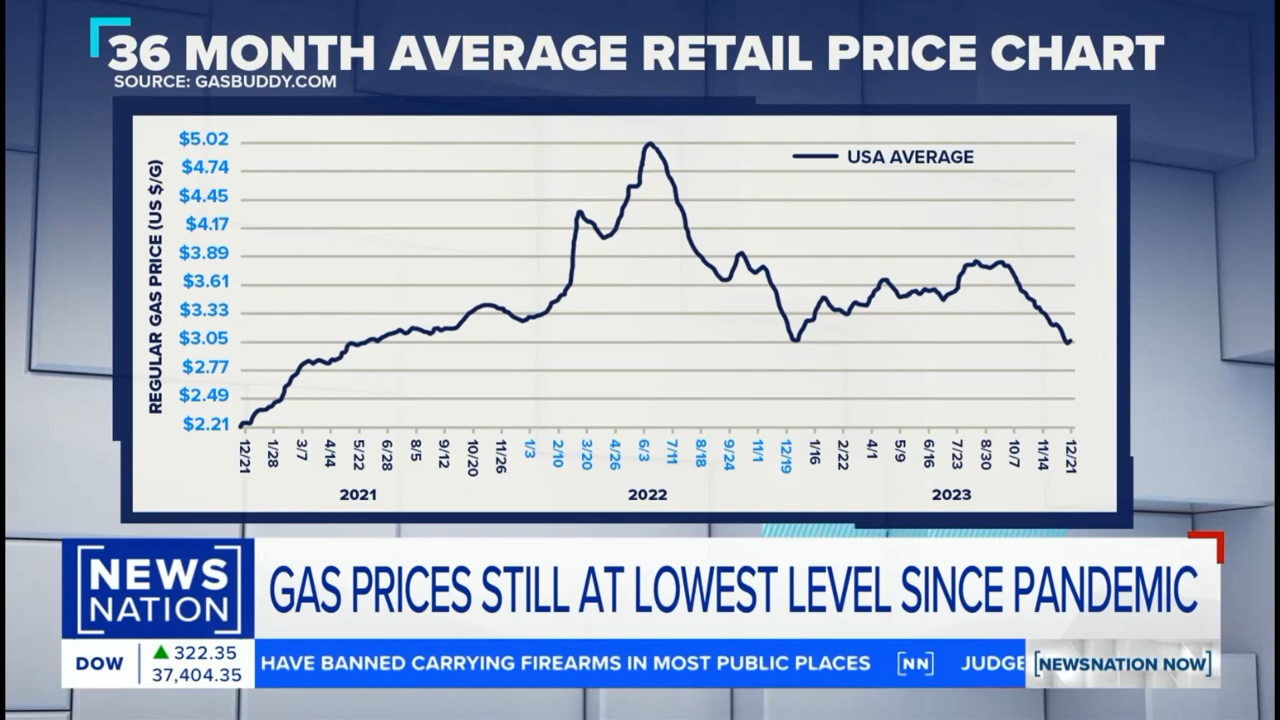 36 MONTH AVERAGE RETAIL PRICE CHART
SOURCE: GASBUDDY.COM
REGULAR GAS PRICE (US $/G)
$5.02
$4.74
$4.45
$4.17
$3.89
$3.61
$3.33
$3.05
$2.77
$2.49
$2.21
USA AVERAGE
12/21 1/28 3/7 4/14 5/22 6/28 8/5 9/12 10/20 11/26 1/3 2/10 3/20 4/26 6/3 7/11 8/18 9/24 11/1 12/19 1/16 2/22 4/1 5/9 6/16 7/23 8/30 10/7 11/14 12/21
2021 2022 2023
NEWS
NATION
GAS PRICES STILL AT LOWEST LEVEL SINCE PANDEMIC
DOW
322.35
37,404.35
HAVE BANNED CARRYING FIREARMS IN MOST PUBLIC PLACES [NN] JUDGE
[NEWSNATION NOW]